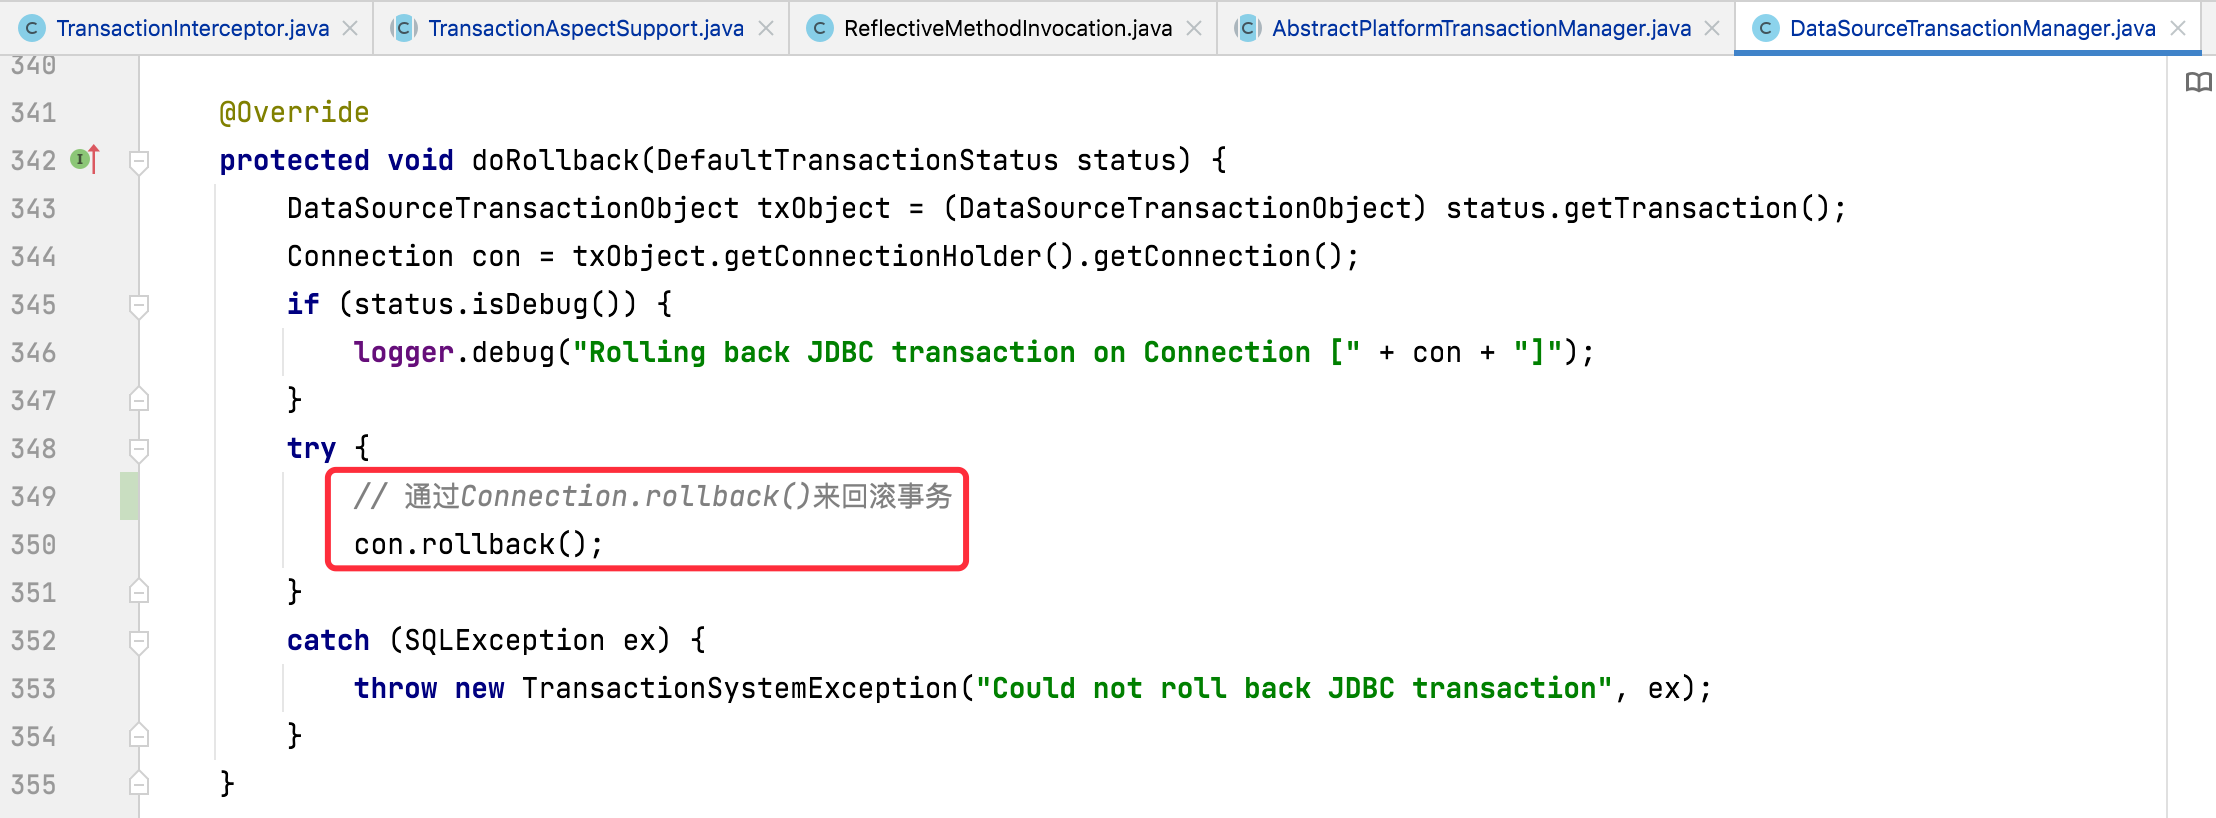 TransactionInterceptor.java
TransactionAspectSupport.java
ReflectiveMethodInvocation.java
AbstractPlatformTransactionManager.java
DataSourceTransactionManager.java
340
341 @Override
342 protected void doRollback(DefaultTransactionStatus status) {
343 DataSourceTransactionObject txObject = (DataSourceTransactionObject) status.getTransaction();
344 Connection con = txObject.getConnectionHolder().getConnection();
345 if (status.isDebug()) {
346 logger.debug("Rolling back JDBC transaction on Connection [" + con + "]");
347 }
348 try {
349 // 通过Connection.rollback()来回滚事务
350 con.rollback();
351 }
352 catch (SQLException ex) {
353 throw new TransactionSystemException("Could not roll back JDBC transaction", ex);
354 }
355 }